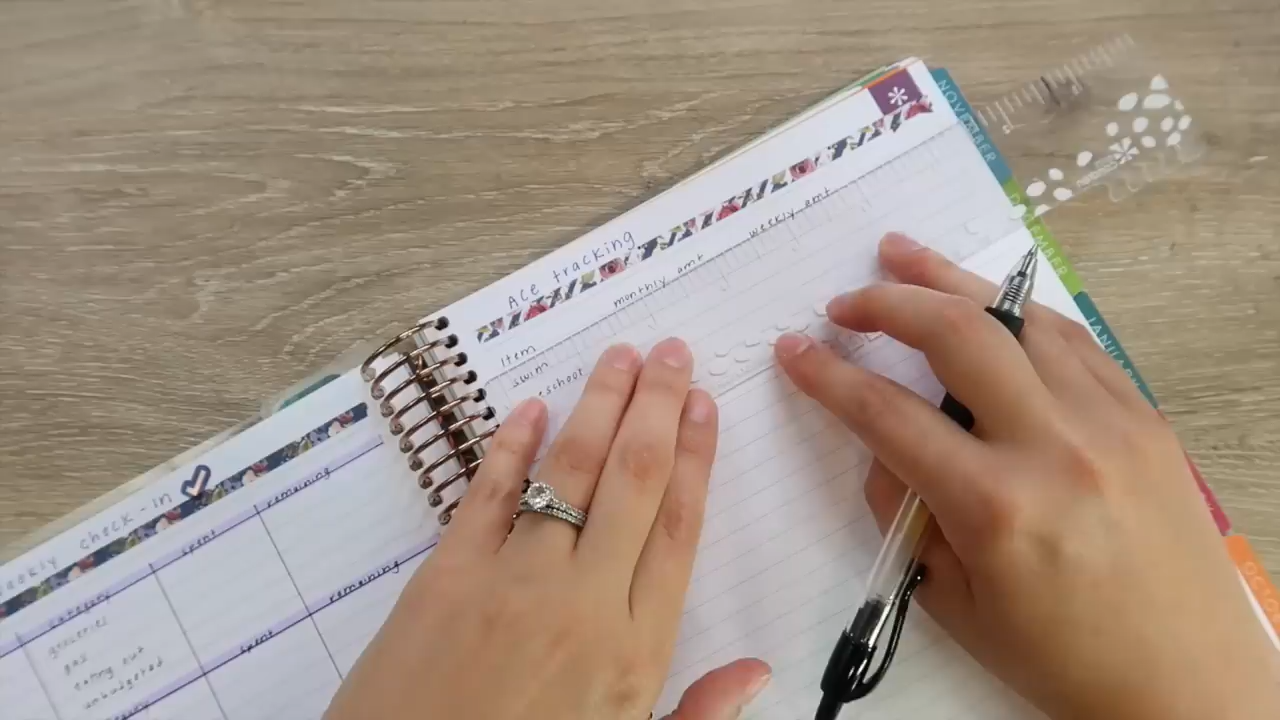 weekly check-in
category spent remaining
groceries
gas
eating out
unbudgeted
spent remaining
ACE tracking
Item monthly amt weekly amt
swim
NOVEMBER
DECEMBER
JANUARY